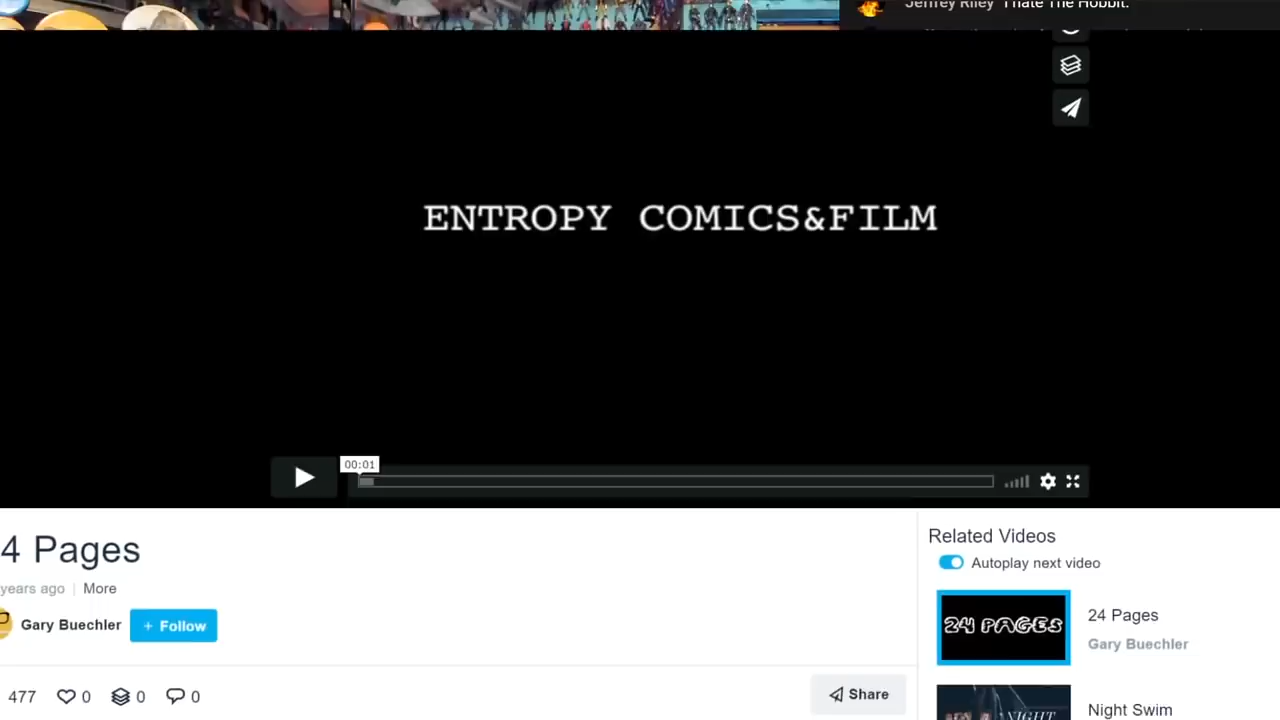 Jeffrey Riley I hate The Hobbit.
ENTROPY COMICS&FILM
00:01
4 Pages
years ago | More
Gary Buechler
+ Follow
477 0 0 0
Share
Related Videos
Autoplay next video
24 PAGES
24 Pages
Gary Buechler
NIGHT
Night Swim